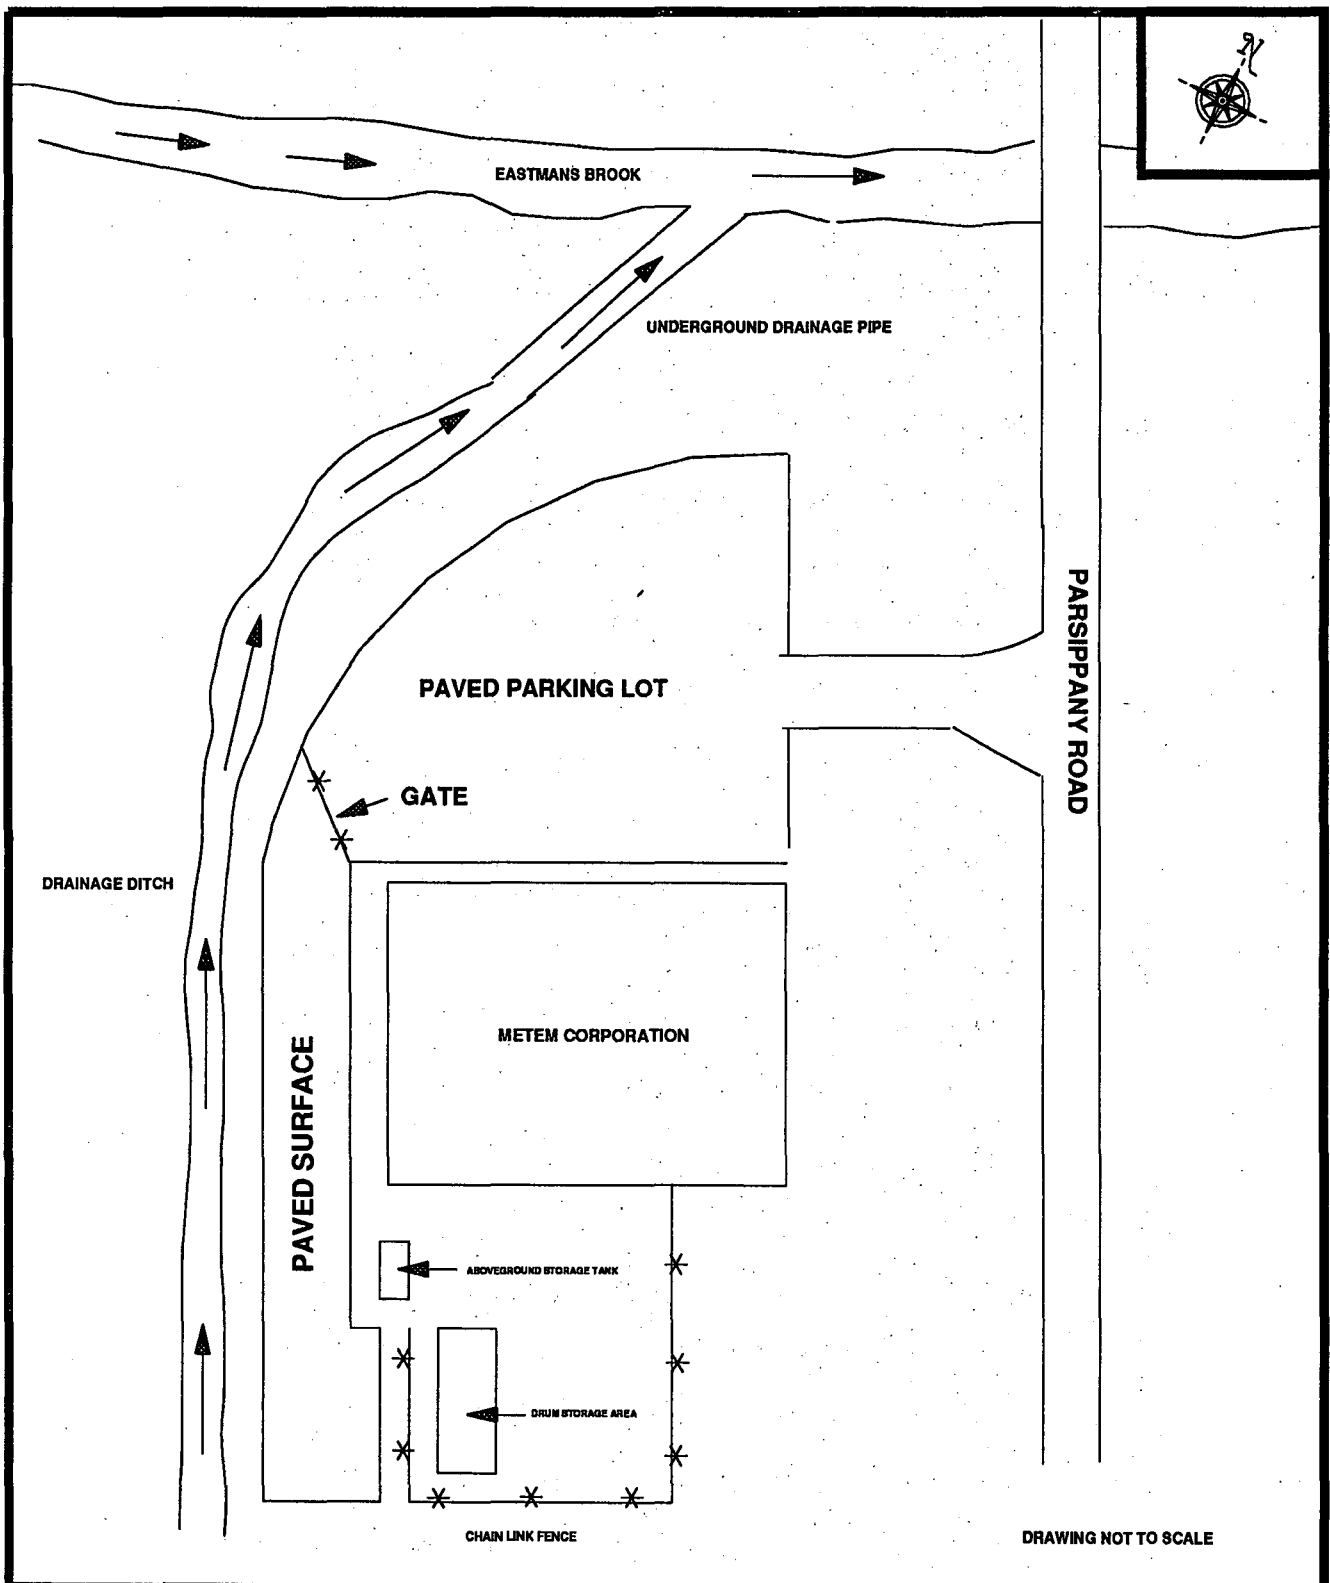 N
EASTMANS BROOK
UNDERGROUND DRAINAGE PIPE
PARSIPPANY ROAD
PAVED PARKING LOT
GATE
DRAINAGE DITCH
METEM CORPORATION
PAVED SURFACE
ABOVEGROUND STORAGE TANK
DRUM STORAGE AREA
CHAIN LINK FENCE
DRAWING NOT TO SCALE